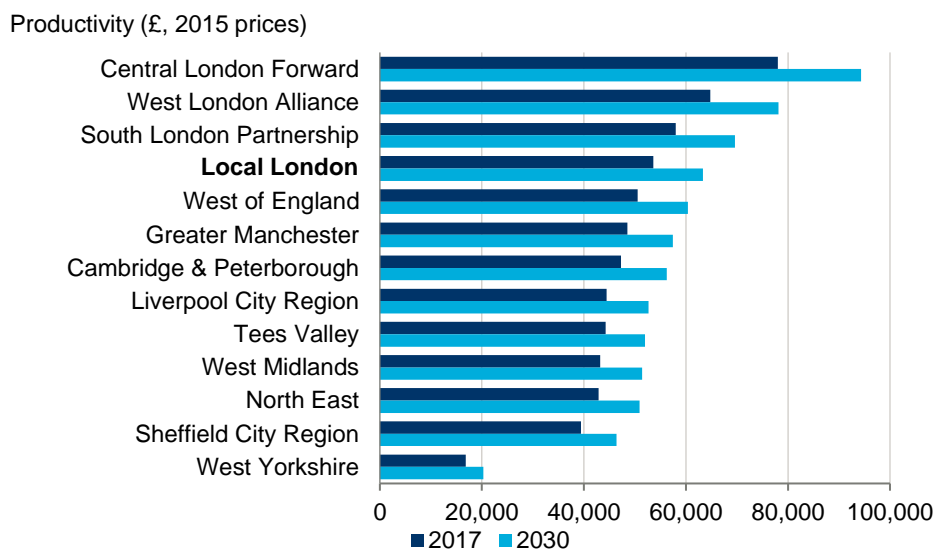 Productivity (£, 2015 prices)
Central London Forward
West London Alliance
South London Partnership
Local London
West of England
Greater Manchester
Cambridge & Peterborough
Liverpool City Region
Tees Valley
West Midlands
North East
Sheffield City Region
West Yorkshire
0 20,000 40,000 60,000 80,000 100,000
2017 2030